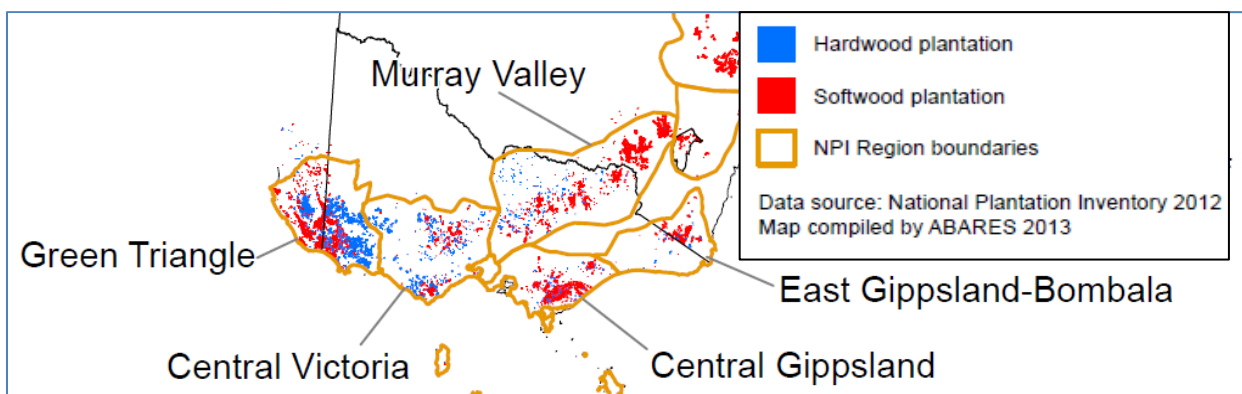 Hardwood plantation
Softwood plantation
NPI Region boundaries
Data source: National Plantation Inventory 2012
Map compiled by ABARES 2013
Murray Valley
Green Triangle
East Gippsland-Bombala
Central Victoria
Central Gippsland